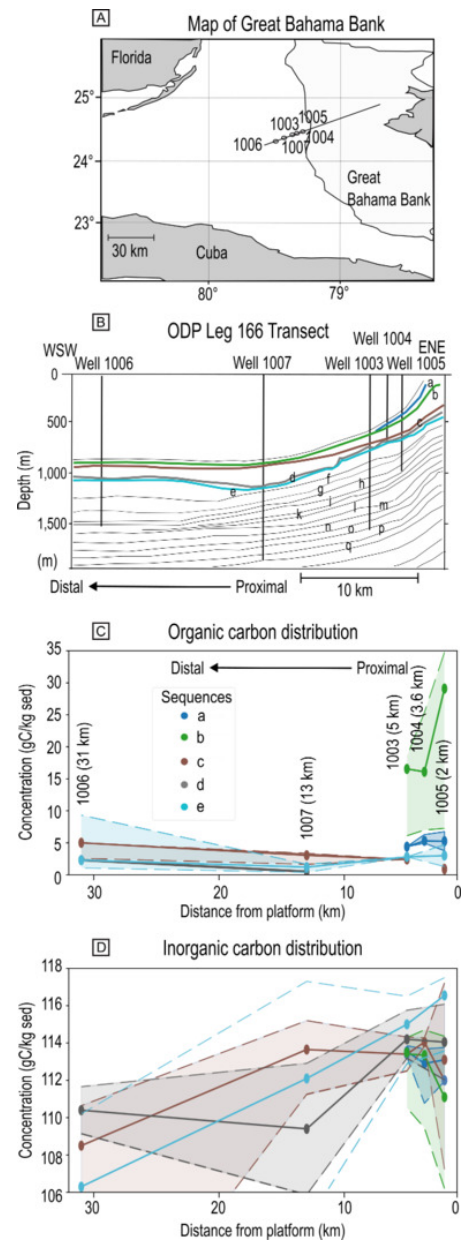 A Map of Great Bahama Bank
Florida
25°
24°
23°
1005
1003
1004
1006
1007
Great
Bahama Bank
30 km
Cuba
80°
79°
B ODP Leg 166 Transect
WSW
Well 1004
ENE
Well 1006
Well 1007
Well 1003
Well 1005
0
500
1,000
1,500
(m)
Depth (m)
a
b
c
d
e
f
g
h
i
k
l
m
n
o
p
q
Distal
Proximal
10 km
C Organic carbon distribution
Concentration (gC/kg sed)
35
30
25
20
15
10
5
0
Distal
Proximal
Sequences
a
b
c
d
e
1006 (31 km)
1007 (13 km)
1003 (5 km)
1004 (3.6 km)
1005 (2 km)
30
20
10
0
Distance from platform (km)
D Inorganic carbon distribution
Concentration (gC/kg sed)
118
116
114
112
110
108
106
30
20
10
0
Distance from platform (km)